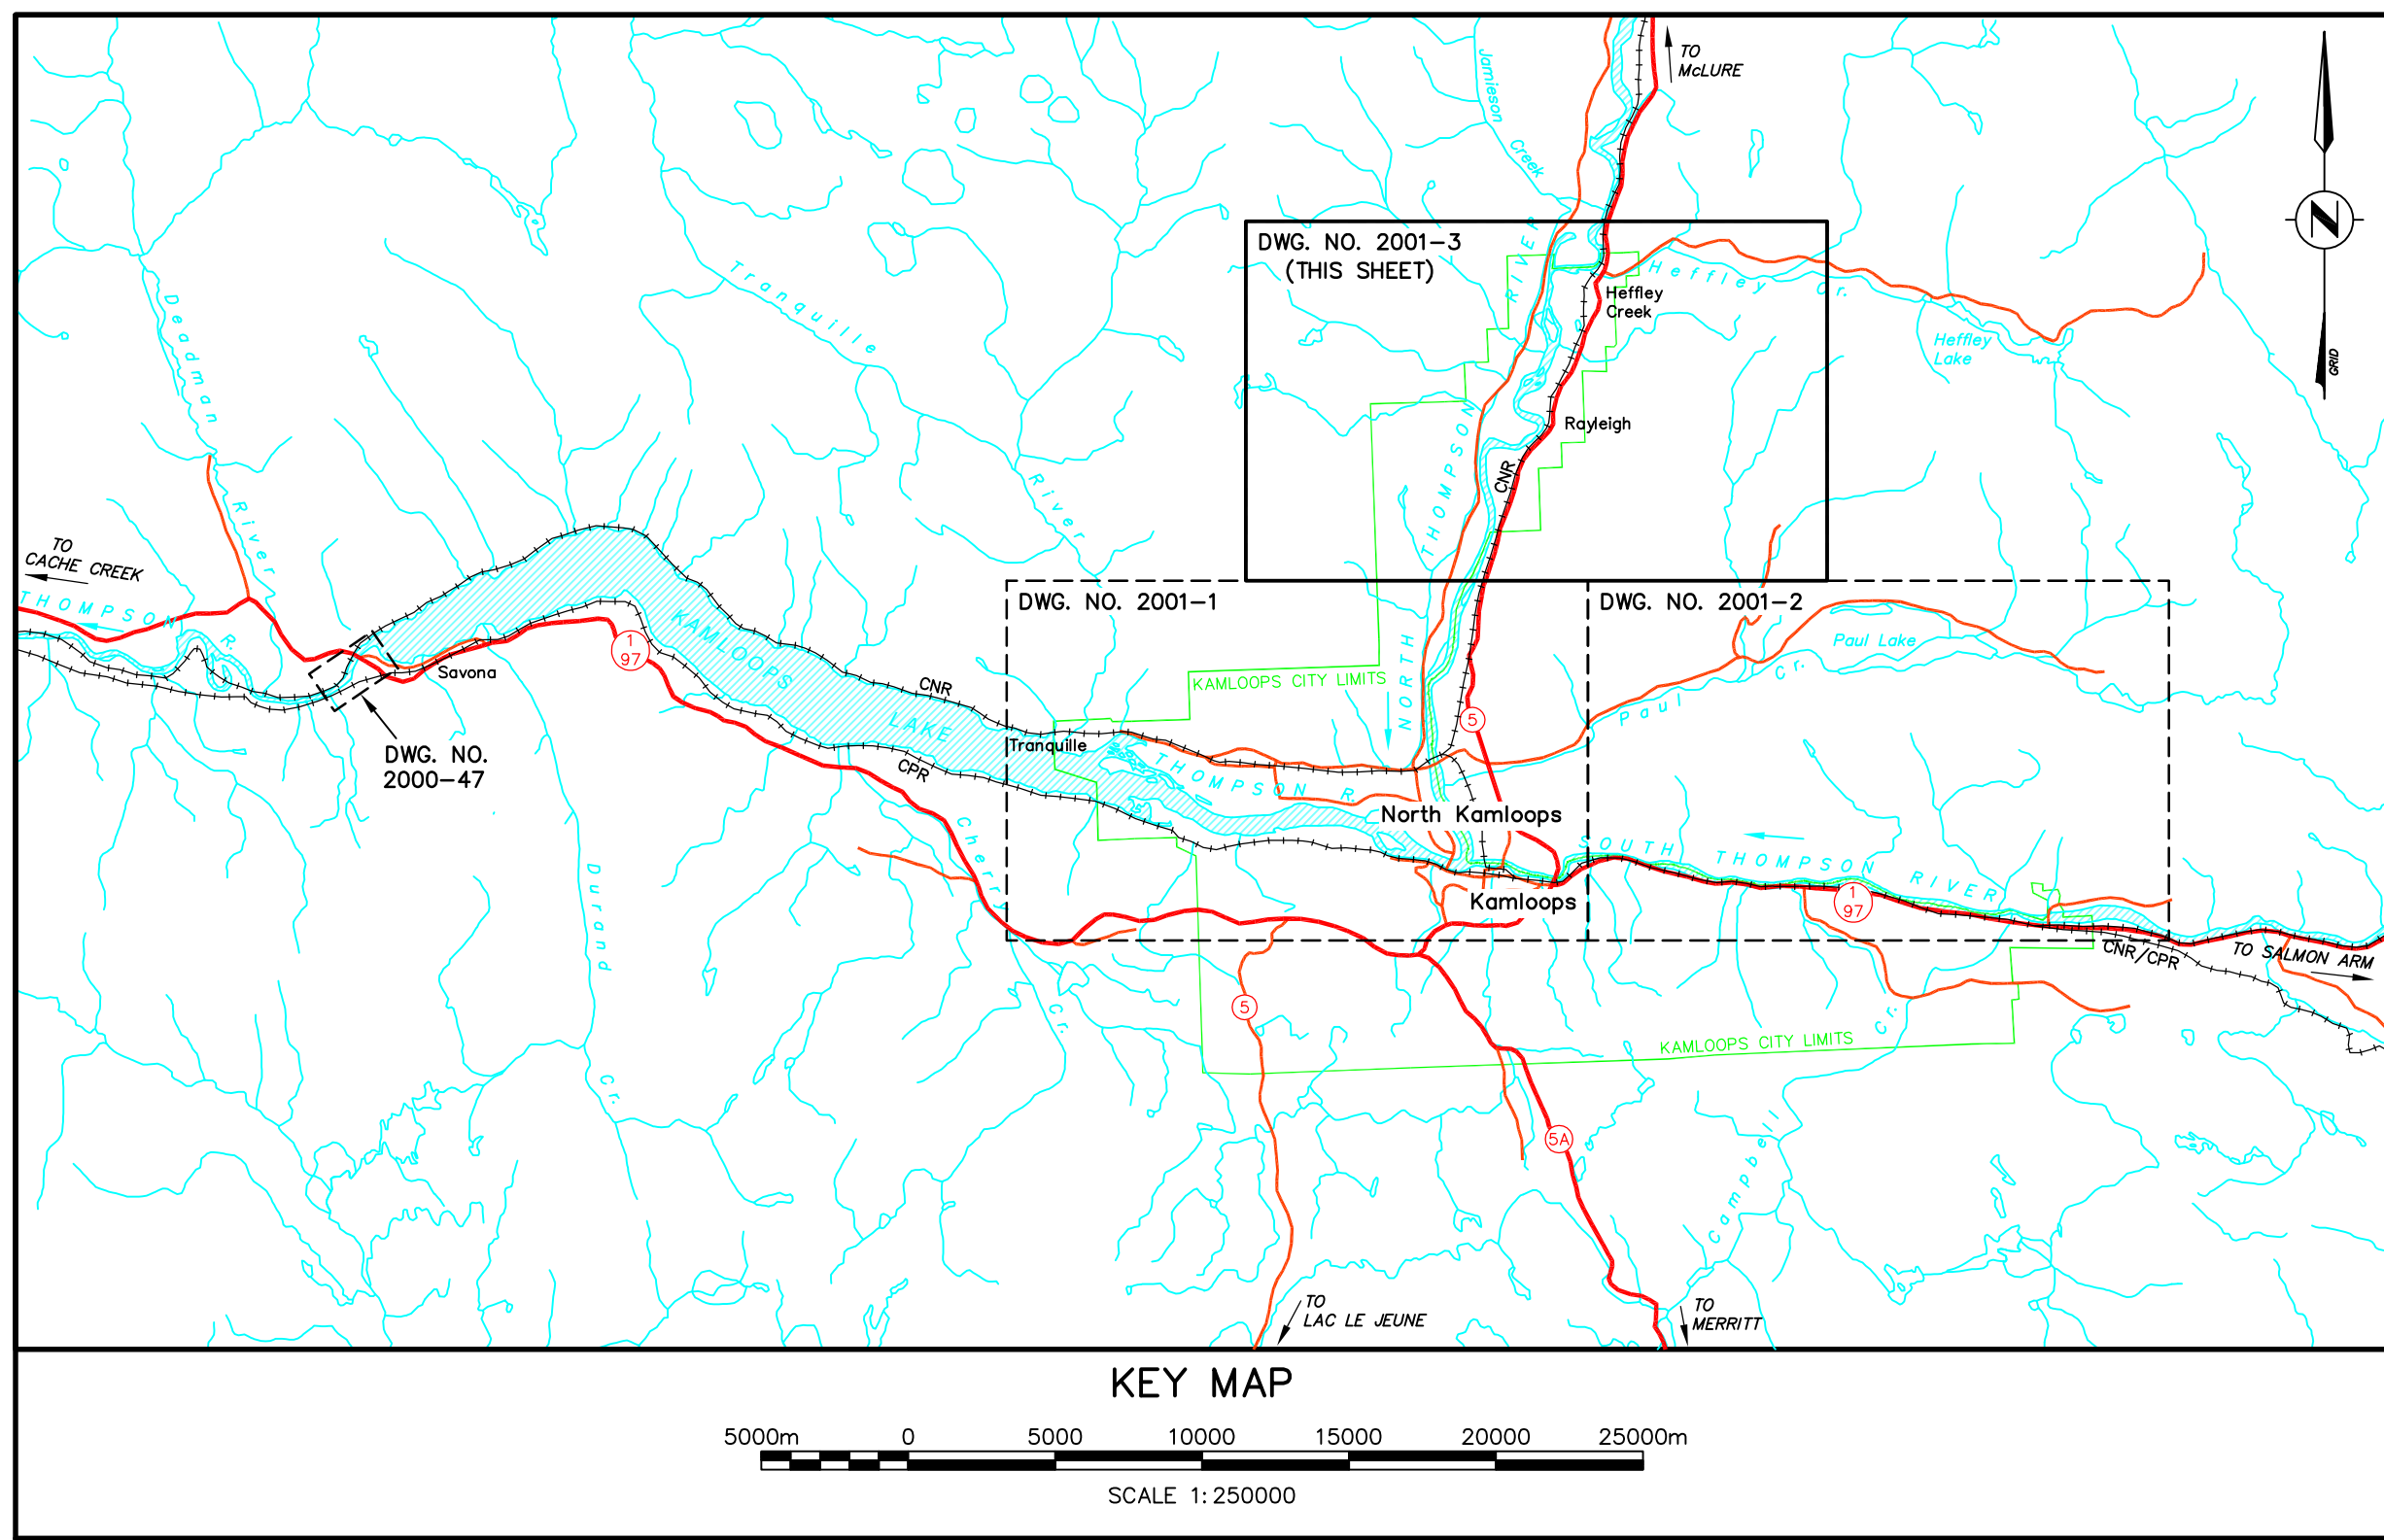 TO
McLURE
Jamieson
Creek
N
GRID
DWG. NO. 2001-3
(THIS SHEET)
RIVER
Heffley Cr.
Heffley
Creek
Heffley
Lake
Tranquille
Deadman
Rayleigh
THOMPSON
CNR
River
River
TO
CACHE CREEK
THOMPSON R.
DWG. NO. 2001-1
DWG. NO. 2001-2
KAMLOOPS
LAKE
1
97
Savona
NORTH
Paul Lake
Paul Cr.
KAMLOOPS CITY LIMITS
CNR
5
Tranquille
DWG. NO.
2000-47
CPR
THOMPSON R.
North Kamloops
SOUTH THOMPSON RIVER
Cherry
Cr.
Durand
Cr.
Kamloops
1
97
CNR/CPR
TO SALMON ARM
5
Cr.
KAMLOOPS CITY LIMITS
5A
Campbell
TO
LAC LE JEUNE
TO
MERRITT
KEY MAP
5000m 0 5000 10000 15000 20000 25000m
SCALE 1:250000